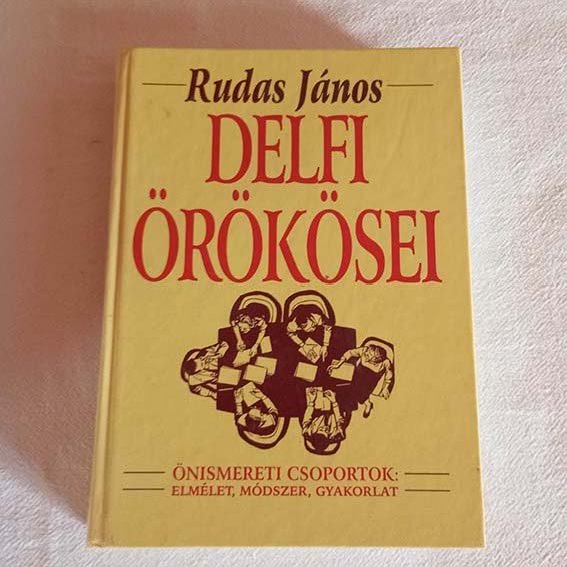 Rudas János
DELFI
ÖRÖKÖSEI
ÖNISMERETI CSOPORTOK:
ELMÉLET, MÓDSZER, GYAKORLAT